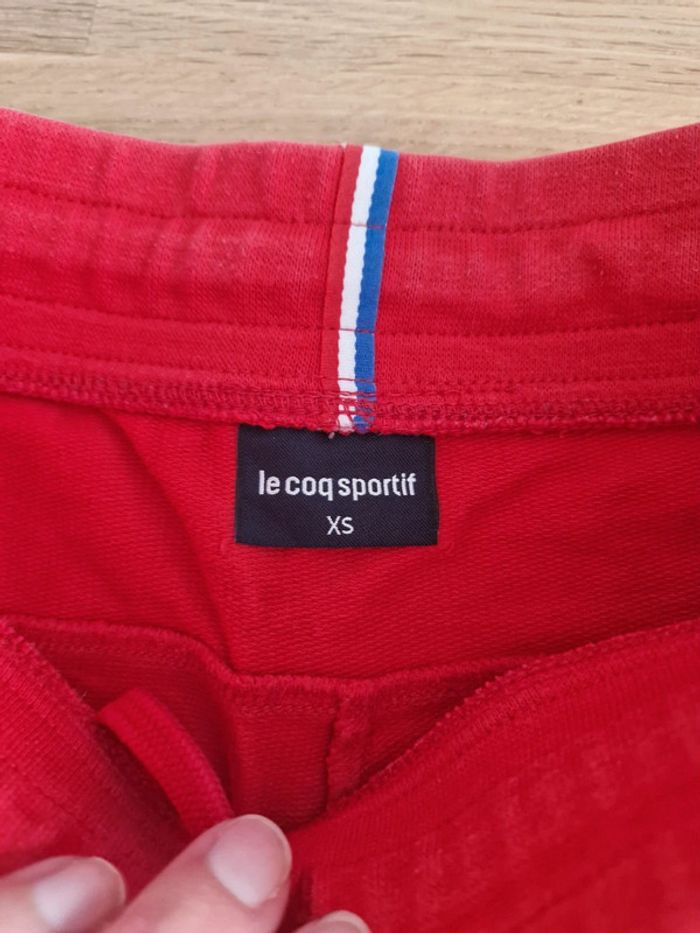 le coq sportif
XS